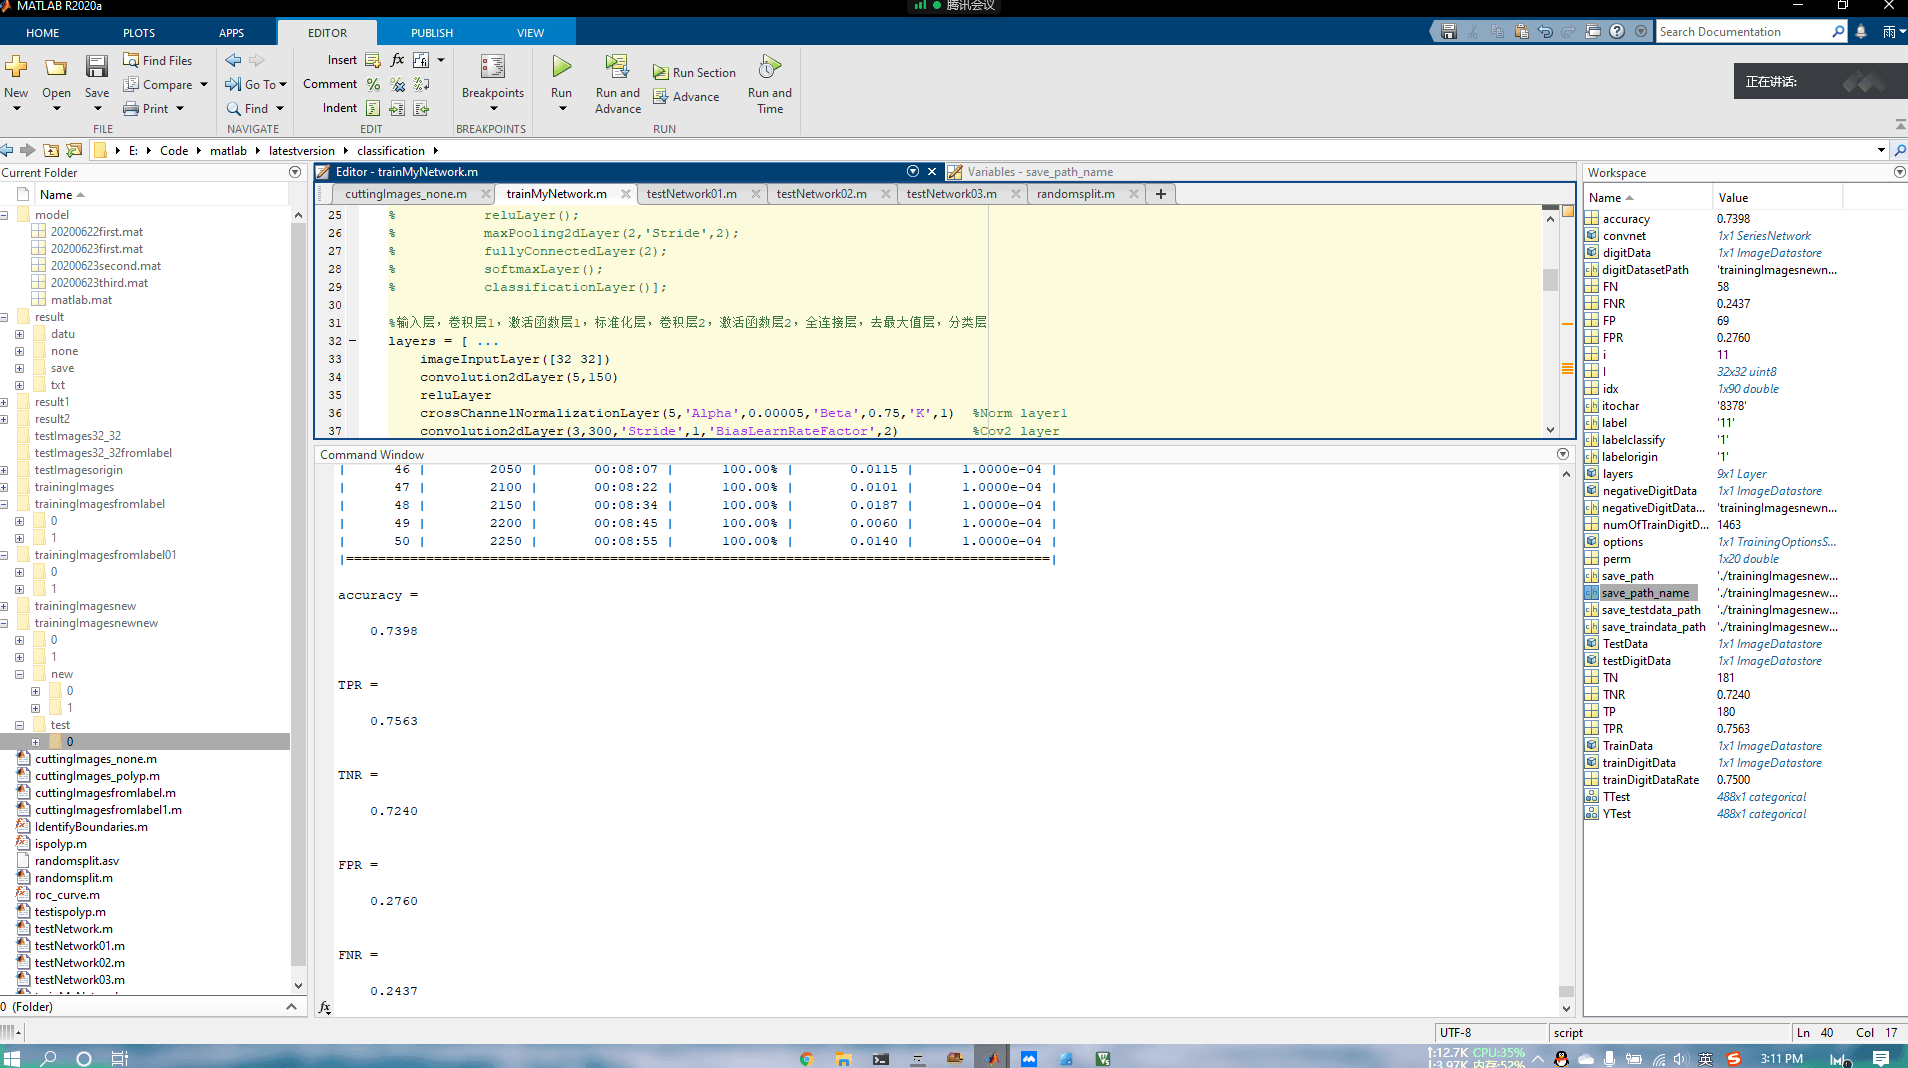 MATLAB R2020a
腾讯会议
HOME PLOTS APPS EDITOR PUBLISH VIEW
Search Documentation
雨
New Open Save
Find Files
Compare
Print
FILE
Go To
Find
NAVIGATE
Insert
Comment
Indent
EDIT
Breakpoints
BREAKPOINTS
Run
Run and Advance
Run Section
Advance
Run and Time
RUN
正在讲话:
E: Code matlab latestversion classification
Current Folder
Name
model
20200622first.mat
20200623first.mat
20200623second.mat
20200623third.mat
matlab.mat
result
datu
none
save
txt
result1
result2
testImages32_32
testImages32_32fromlabel
testImagesorigin
trainingImages
trainingImagesfromlabel
0
1
trainingImagesfromlabel01
0
1
trainingImagesnew
trainingImagesnewnew
0
1
new
0
1
test
0
cuttingImages_none.m
cuttingImages_polyp.m
cuttingImagesfromlabel.m
cuttingImagesfromlabel1.m
IdentifyBoundaries.m
ispolyp.m
randomsplit.asv
randomsplit.m
roc_curve.m
testispolyp.m
testNetwork.m
testNetwork01.m
testNetwork02.m
testNetwork03.m
0 (Folder)
Editor - trainMyNetwork.m
Variables - save_path_name
cuttingImages_none.m trainMyNetwork.m testNetwork01.m testNetwork02.m testNetwork03.m randomsplit.m
25 % reluLayer();
26 % maxPooling2dLayer(2,'Stride',2);
27 % fullyConnectedLayer(2);
28 % softmaxLayer();
29 % classificationLayer()];
30
31 %输入层，卷积层1，激活函数层1，标准化层，卷积层2，激活函数层2，全连接层，去最大值层，分类层
32 – layers = [ ...
33 imageInputLayer([32 32])
34 convolution2dLayer(5,150)
35 reluLayer
36 crossChannelNormalizationLayer(5,'Alpha',0.00005,'Beta',0.75,'K',1) %Norm layer1
37 convolution2dLayer(3,300,'Stride',1,'BiasLearnRateFactor',2) %Cov2 layer
Command Window
| 46 | 2050 | 00:08:07 | 100.00% | 0.0115 | 1.0000e-04 |
| 47 | 2100 | 00:08:22 | 100.00% | 0.0101 | 1.0000e-04 |
| 48 | 2150 | 00:08:34 | 100.00% | 0.0187 | 1.0000e-04 |
| 49 | 2200 | 00:08:45 | 100.00% | 0.0060 | 1.0000e-04 |
| 50 | 2250 | 00:08:55 | 100.00% | 0.0140 | 1.0000e-04 |
|========================================================================================|
accuracy =
0.7398
TPR =
0.7563
TNR =
0.7240
FPR =
0.2760
FNR =
0.2437
fx
Workspace
Name Value
accuracy 0.7398
convnet 1x1 SeriesNetwork
digitData 1x1 ImageDatastore
digitDatasetPath 'trainingImagesnewn...
FN 58
FNR 0.2437
FP 69
FPR 0.2760
i 11
I 32x32 uint8
idx 1x90 double
itochar '8378'
label '11'
labelclassify '1'
labelorigin '1'
layers 9x1 Layer
negativeDigitData 1x1 ImageDatastore
negativeDigitData... 'trainingImagesnewn...
numOfTrainDigitD... 1463
options 1x1 TrainingOptionsS...
perm 1x20 double
save_path './trainingImagesnew...
save_path_name './trainingImagesnew...
save_testdata_path './trainingImagesnew...
save_traindata_path './trainingImagesnew...
TestData 1x1 ImageDatastore
testDigitData 1x1 ImageDatastore
TN 181
TNR 0.7240
TP 180
TPR 0.7563
TrainData 1x1 ImageDatastore
trainDigitData 1x1 ImageDatastore
trainDigitDataRate 0.7500
TTest 488x1 categorical
YTest 488x1 categorical
UTF-8 script Ln 40 Col 17
↑:12.7K CPU:35%
↓:3.97K 内存:52%
英
3:11 PM